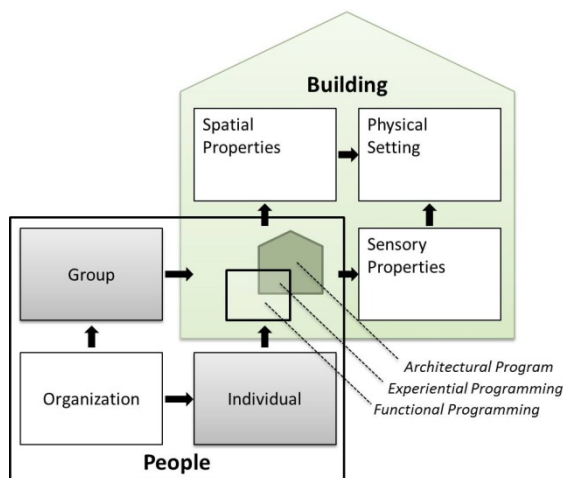 Building
Spatial
Properties
Physical
Setting
Group
Sensory
Properties
Architectural Program
Experiential Programming
Functional Programming
Organization
Individual
People